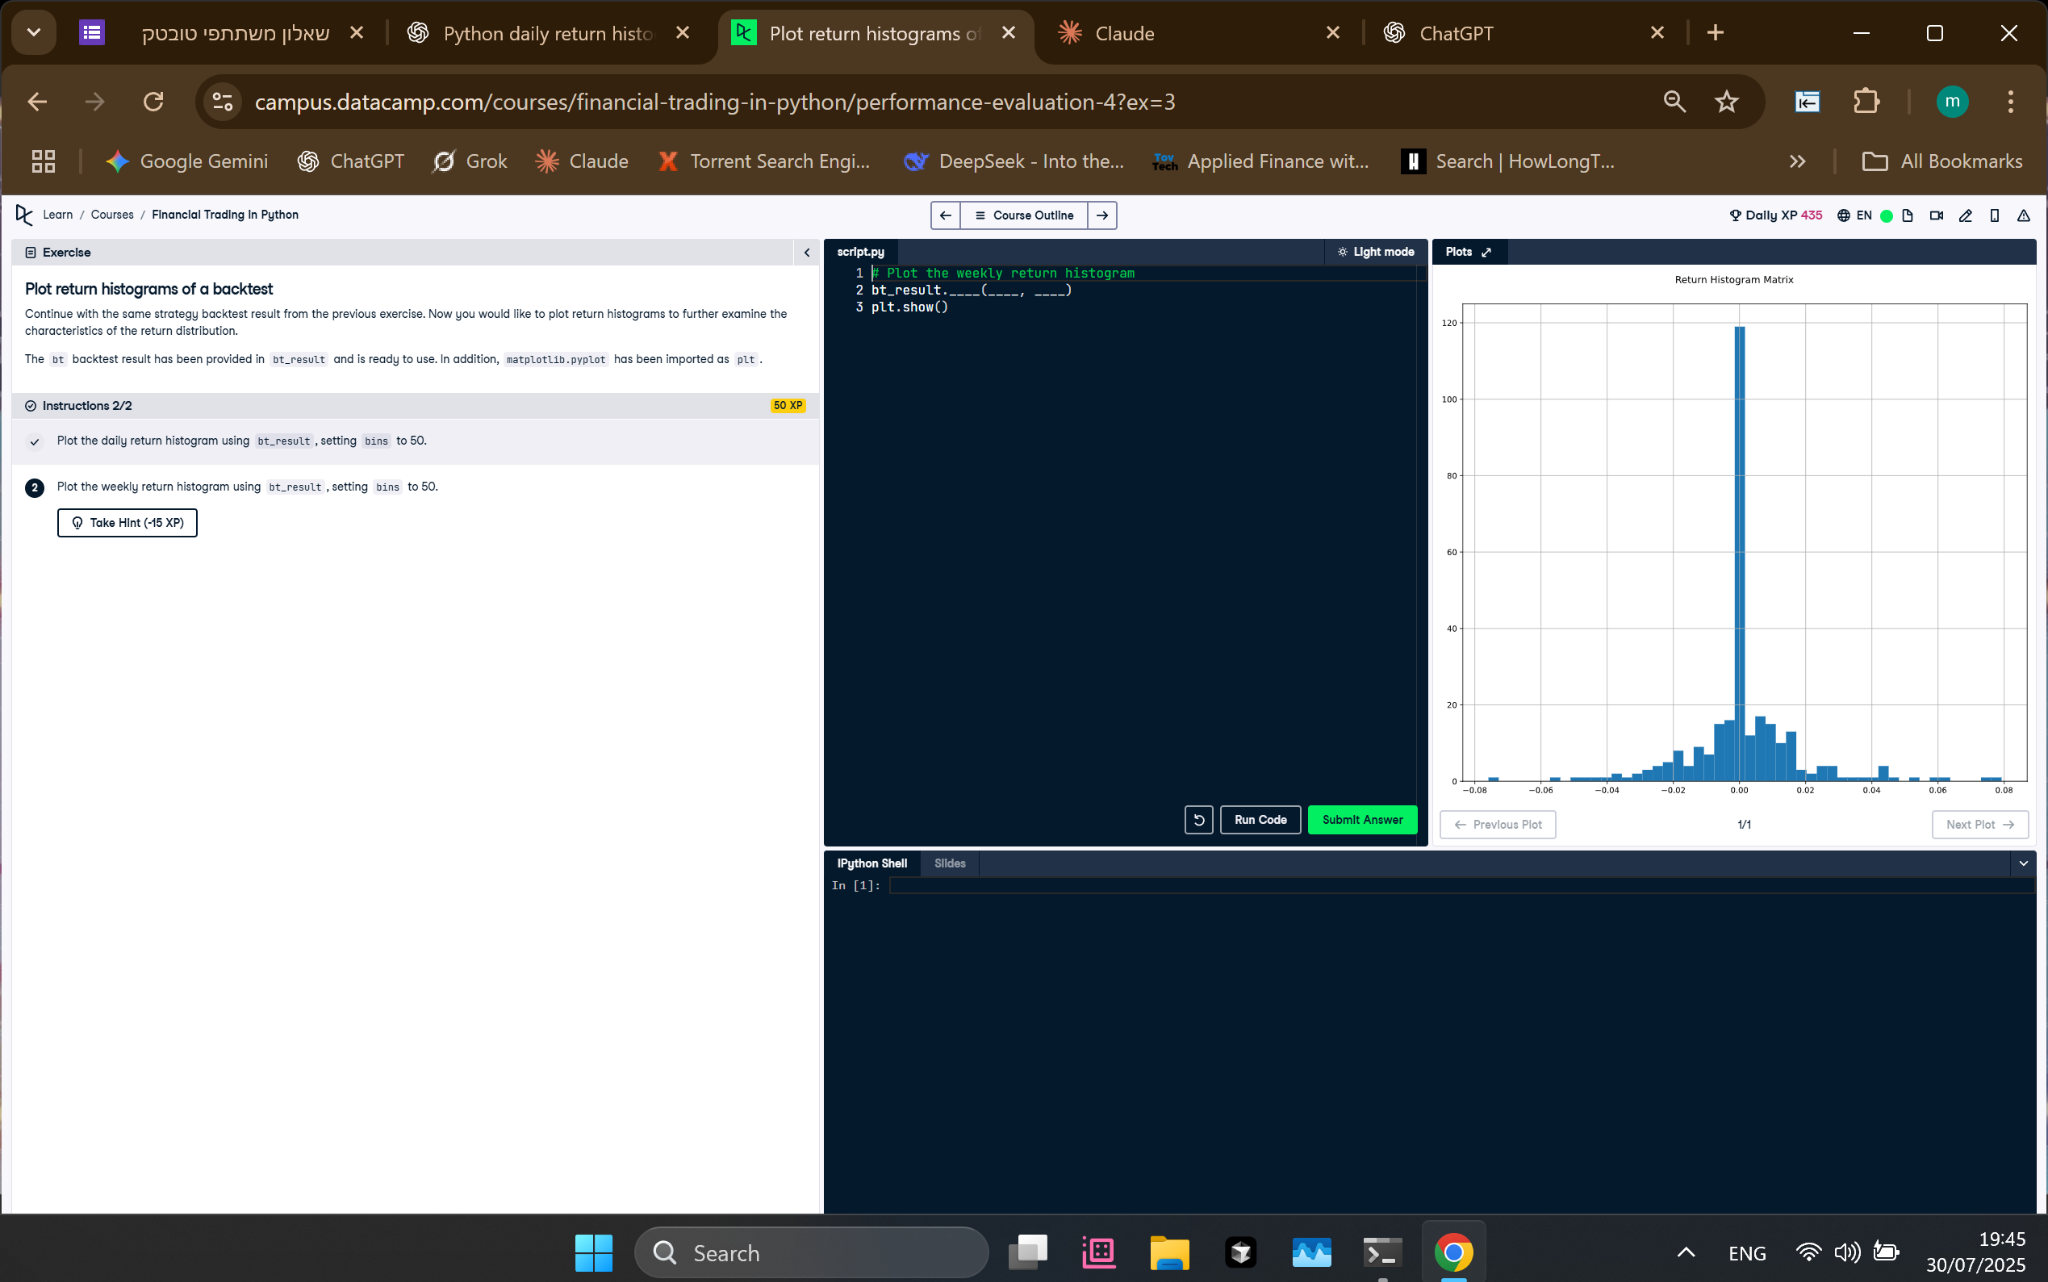 שאלון משתתפי טובטק
Python daily return histo
Plot return histograms of
Claude
ChatGPT
campus.datacamp.com/courses/financial-trading-in-python/performance-evaluation-4?ex=3
m
Google Gemini
ChatGPT
Grok
Claude
Torrent Search Engi...
DeepSeek - Into the...
Tov Tech
Applied Finance wit...
Search | HowLongT...
All Bookmarks
Learn / Courses / Financial Trading in Python
Course Outline
Daily XP 435
EN
Exercise
Plot return histograms of a backtest
Continue with the same strategy backtest result from the previous exercise. Now you would like to plot return histograms to further examine the
characteristics of the return distribution.
The bt backtest result has been provided in bt_result and is ready to use. In addition, matplotlib.pyplot has been imported as plt .
Instructions 2/2
50 XP
Plot the daily return histogram using bt_result , setting bins to 50.
2
Plot the weekly return histogram using bt_result , setting bins to 50.
Take Hint (-15 XP)
script.py
Light mode
1 # Plot the weekly return histogram
2 bt_result.____(____, ____)
3 plt.show()
Run Code
Submit Answer
Plots
Return Histogram Matrix
120
100
80
60
40
20
0
−0.08
−0.06
−0.04
−0.02
0.00
0.02
0.04
0.06
0.08
Previous Plot
1/1
Next Plot
IPython Shell
Slides
In [1]:
Search
ENG
19:45
30/07/2025